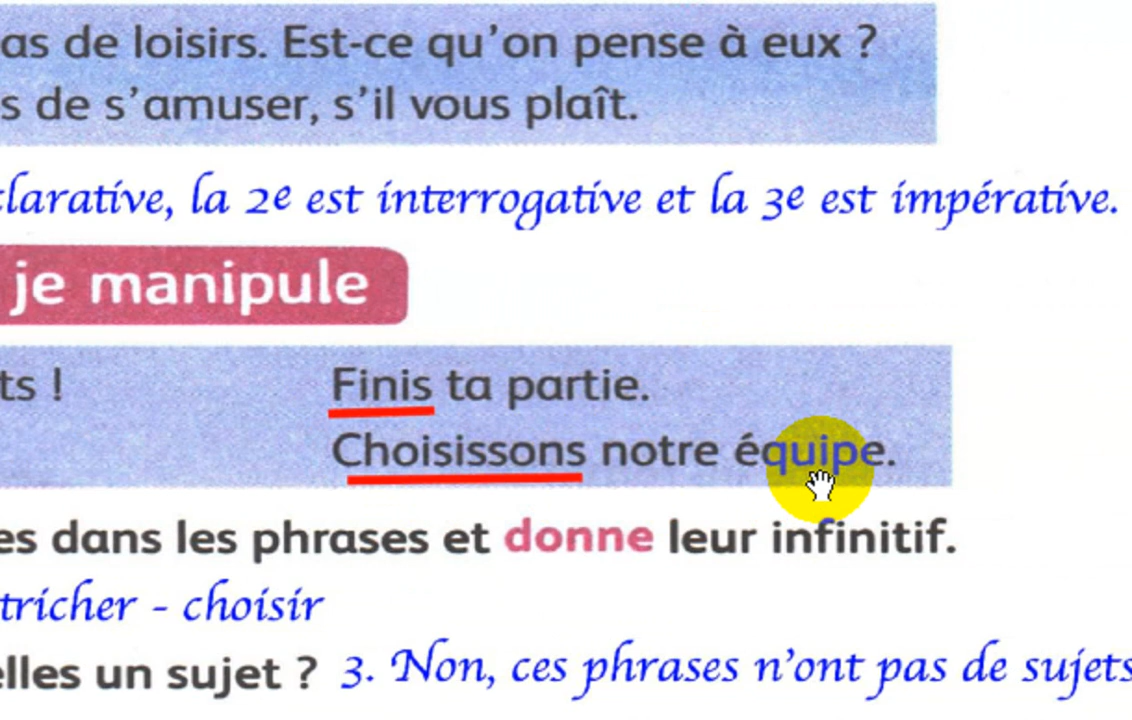 as de loisirs. Est-ce qu'on pense à eux ?
s de s'amuser, s'il vous plaît.
clarative, la 2e est interrogative et la 3e est impérative.
je manipule
ts ! Finis ta partie.
Choisissons notre équipe.
es dans les phrases et donne leur infinitif.
tricher - choisir
elles un sujet ? 3. Non, ces phrases n'ont pas de sujets